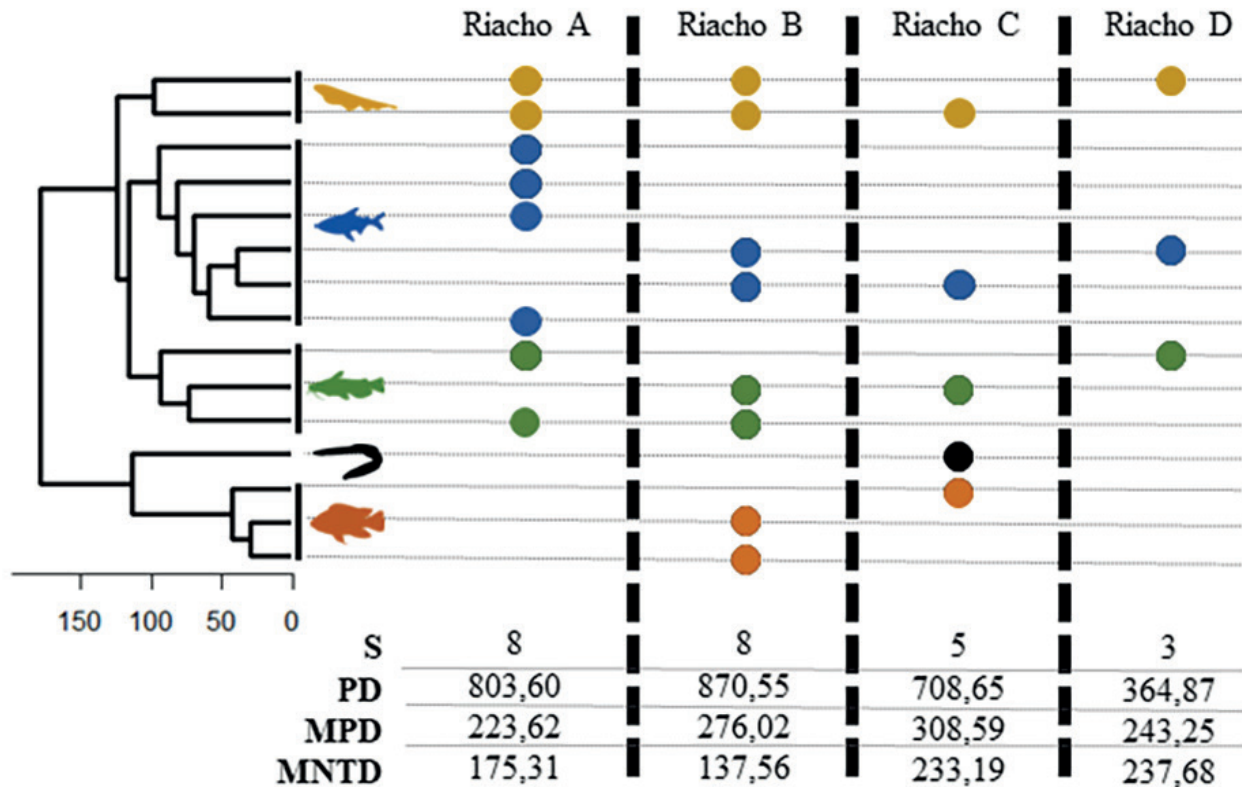 Riacho A Riacho B Riacho C Riacho D
150 100 50 0
S 8 8 5 3
PD 803,60 870,55 708,65 364,87
MPD 223,62 276,02 308,59 243,25
MNTD 175,31 137,56 233,19 237,68